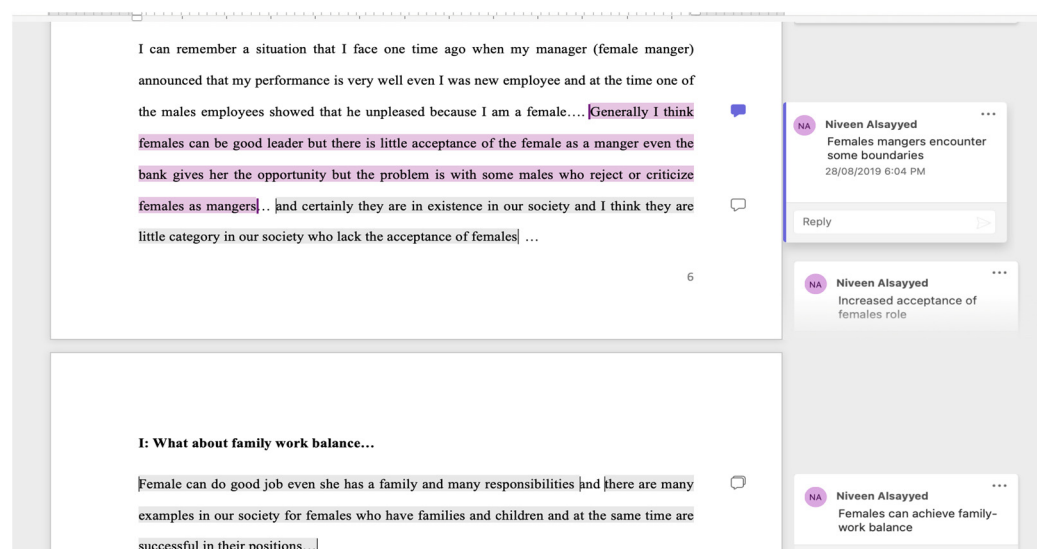 I can remember a situation that I face one time ago when my manager (female manger)
announced that my performance is very well even I was new employee and at the time one of
the males employees showed that he unpleased because I am a female…. Generally I think
females can be good leader but there is little acceptance of the female as a manger even the
bank gives her the opportunity but the problem is with some males who reject or criticize
females as mangers… and certainly they are in existence in our society and I think they are
little category in our society who lack the acceptance of females …
6
NA
Niveen Alsayyed
Females mangers encounter
some boundaries
28/08/2019 6:04 PM
Reply
NA
Niveen Alsayyed
Increased acceptance of
females role
I: What about family work balance…
Female can do good job even she has a family and many responsibilities and there are many
examples in our society for females who have families and children and at the same time are
successful in their positions…
NA
Niveen Alsayyed
Females can achieve family-
work balance